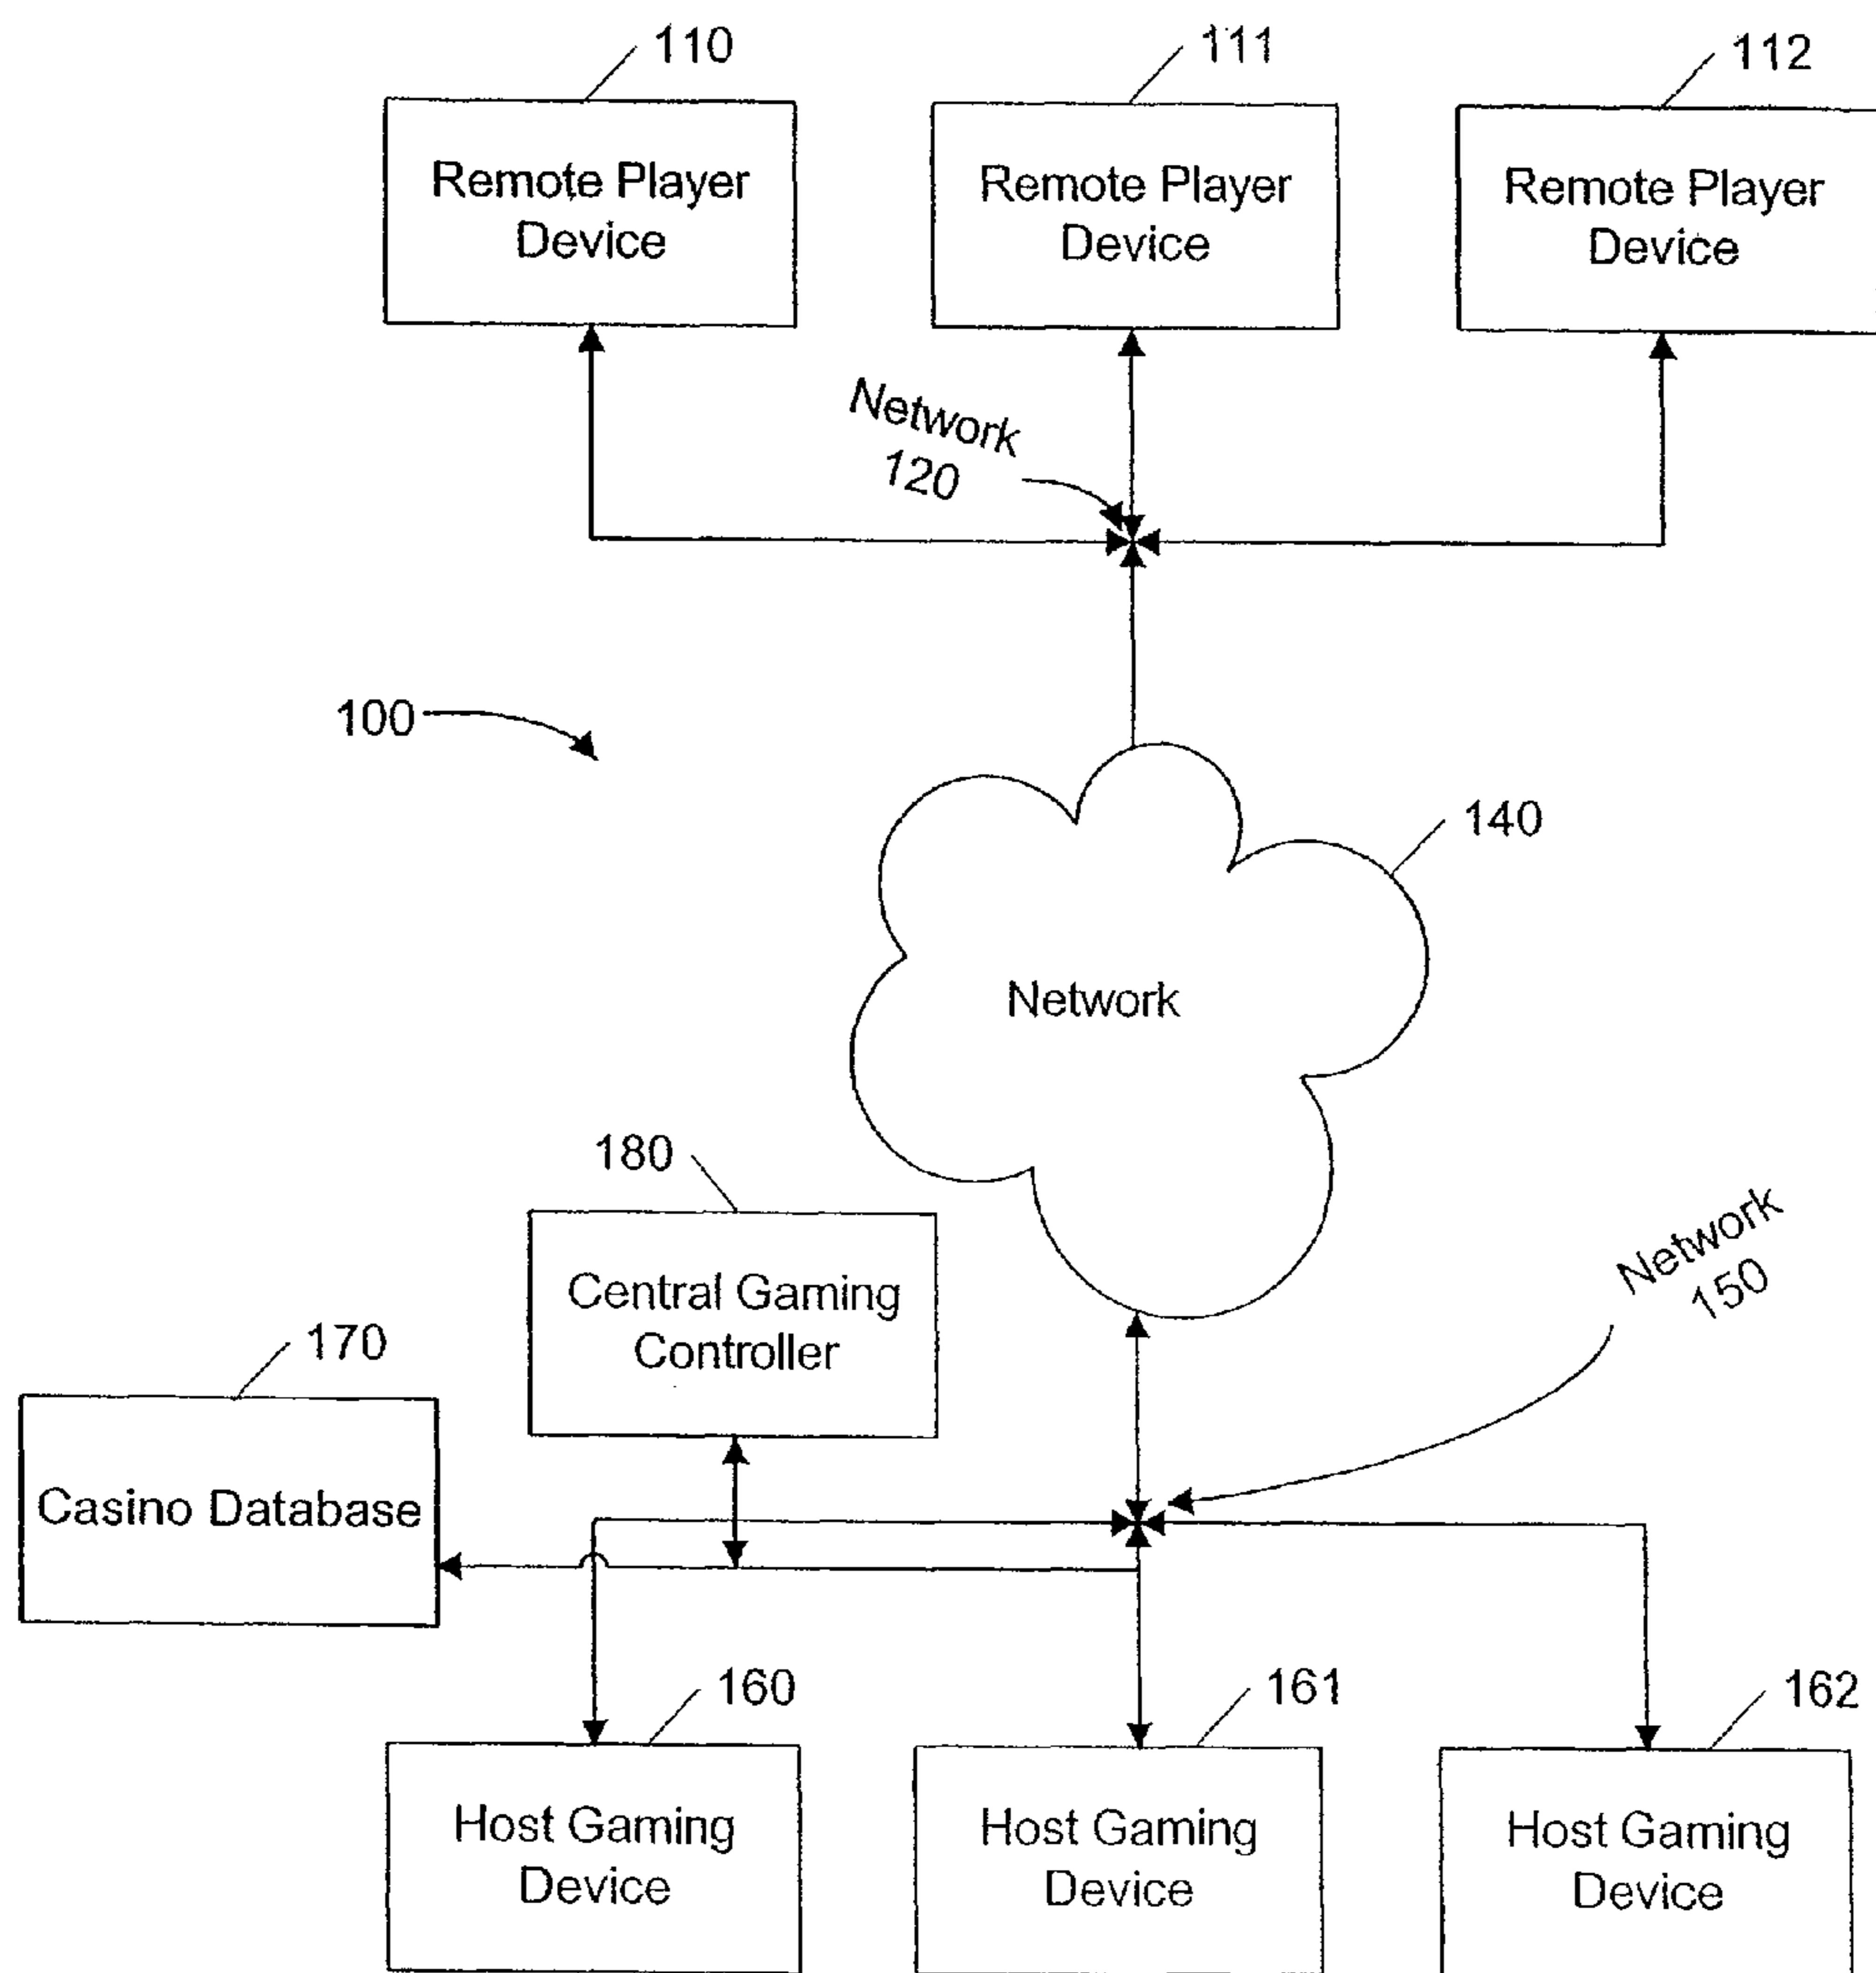 110
111
112
Remote Player
Device
Remote Player
Device
Remote Player
Device
Network
120
100
140
Network
180
Central Gaming
Controller
Network
150
170
Casino Database
160
161
162
Host Gaming
Device
Host Gaming
Device
Host Gaming
Device